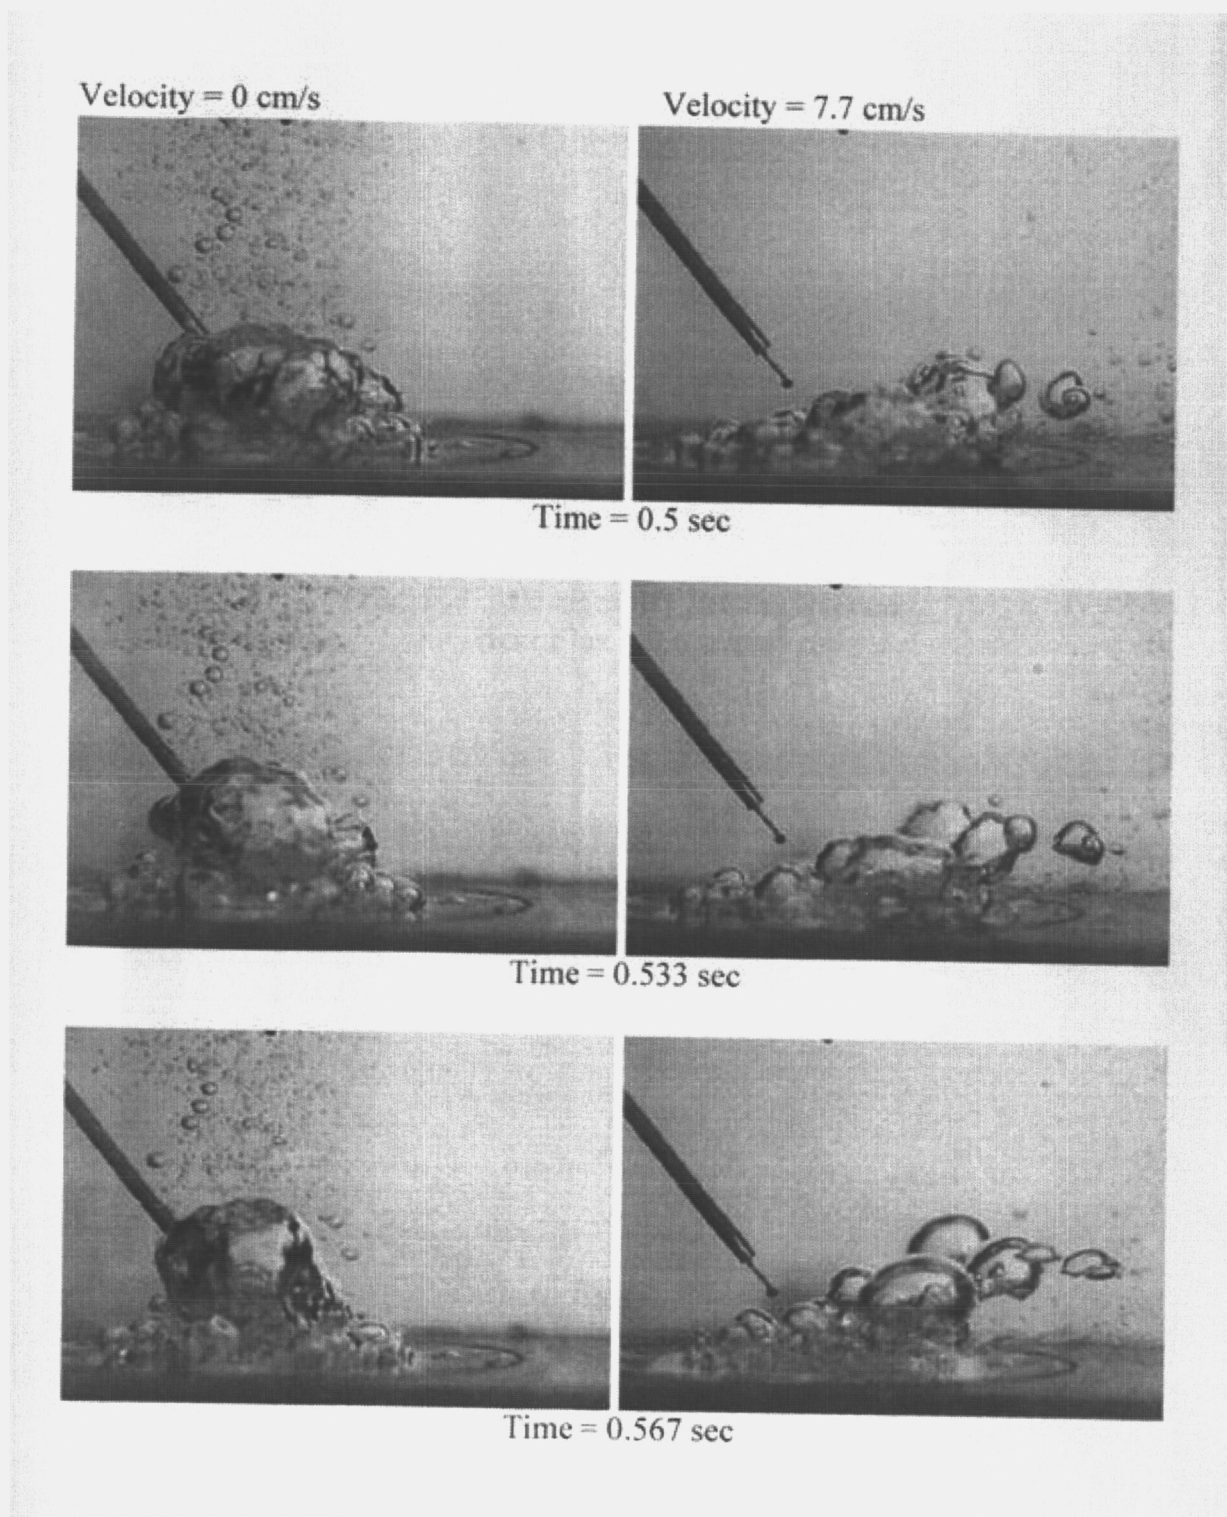 Velocity = 0 cm/s
Velocity = 7.7 cm/s
Time = 0.5 sec
Time = 0.533 sec
Time = 0.567 sec